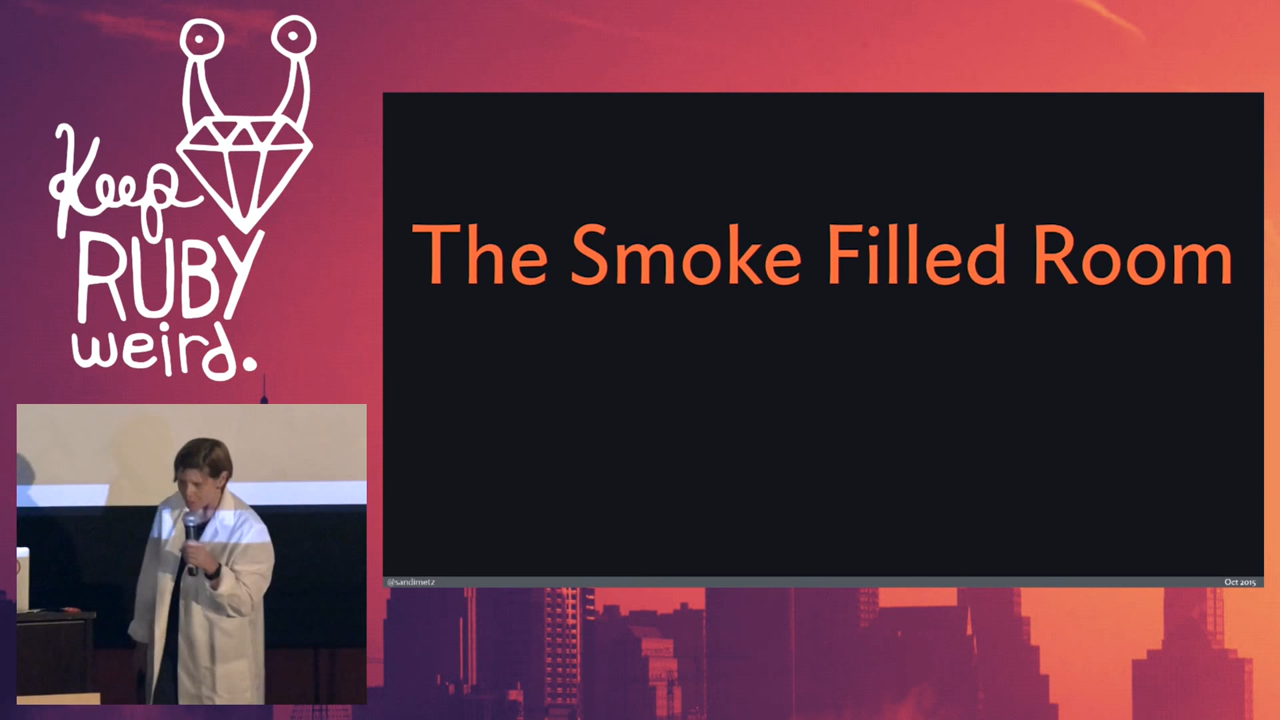 Keep
RUBY
weird.
The Smoke Filled Room
@sandimetz
Oct 2015